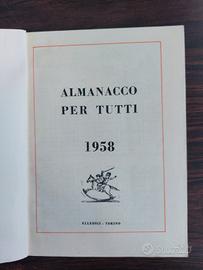 ALMANACCO
PER TUTTI
1958
ELLEDICI - TORINO